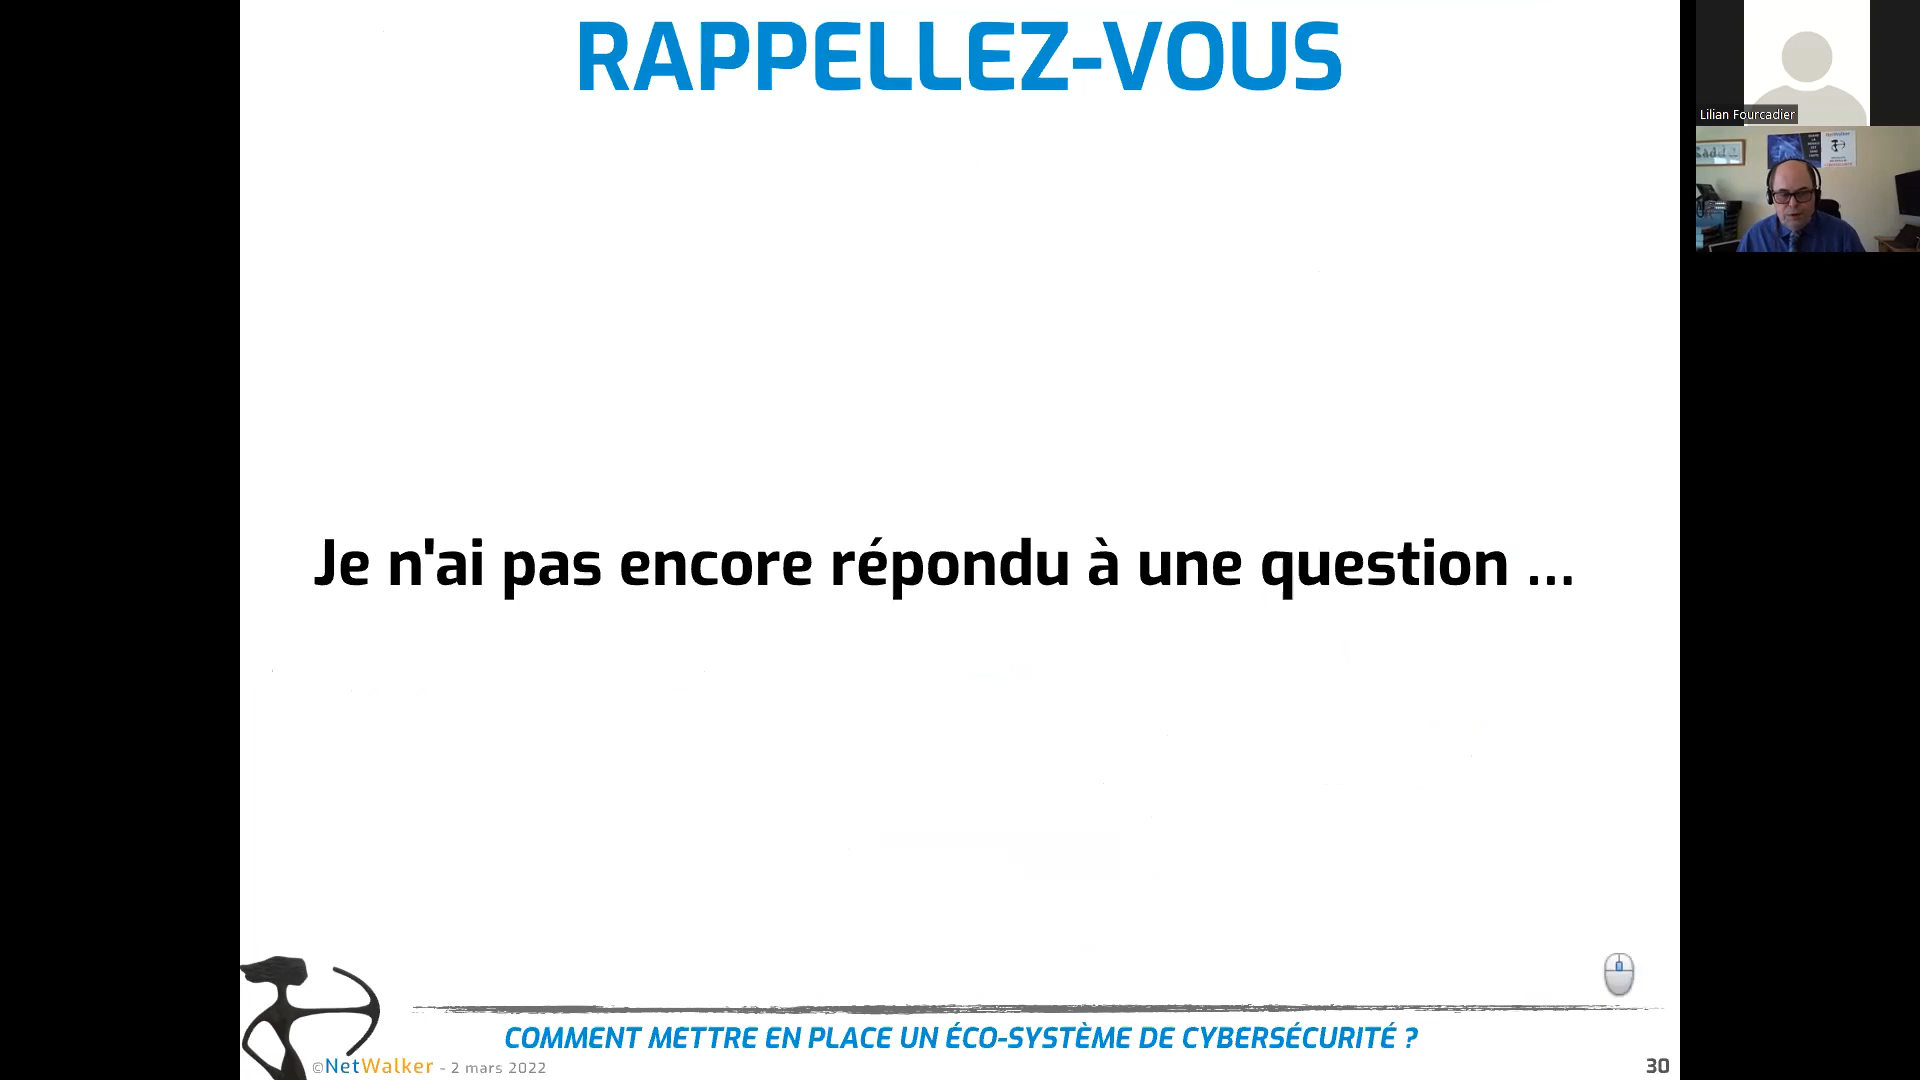 RAPPELLEZ-VOUS
Lilian Fourcadier
Je n'ai pas encore répondu à une question ...
COMMENT METTRE EN PLACE UN ÉCO-SYSTÈME DE CYBERSÉCURITÉ ?
©NetWalker - 2 mars 2022
30